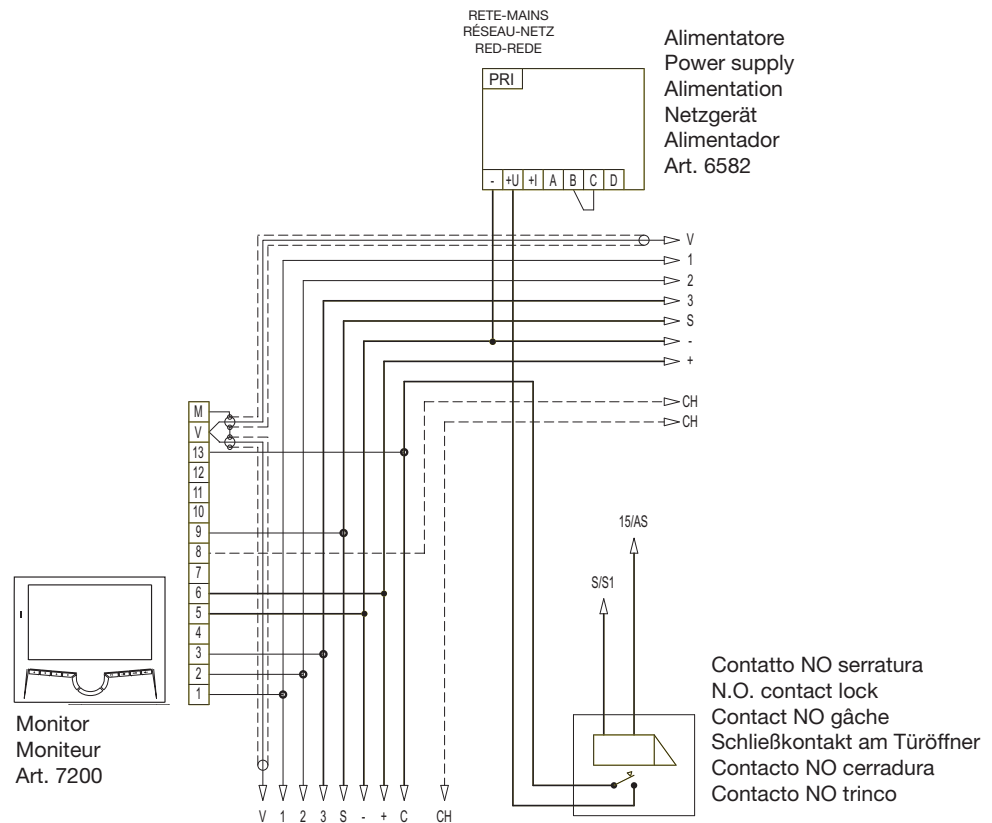 RETE-MAINS
RÉSEAU-NETZ
RED-REDE
Alimentatore
Power supply
Alimentation
Netzgerät
Alimentador
Art. 6582
PRI
- +U +I A B C D
V
1
2
3
S
-
+
CH
CH
M
V
13
12
11
10
9
8
7
6
5
4
3
2
1
15/AS
S/S1
Monitor
Moniteur
Art. 7200
Contatto NO serratura
N.O. contact lock
Contact NO gâche
Schließkontakt am Türöffner
Contacto NO cerradura
Contacto NO trinco
V 1 2 3 S - + C CH